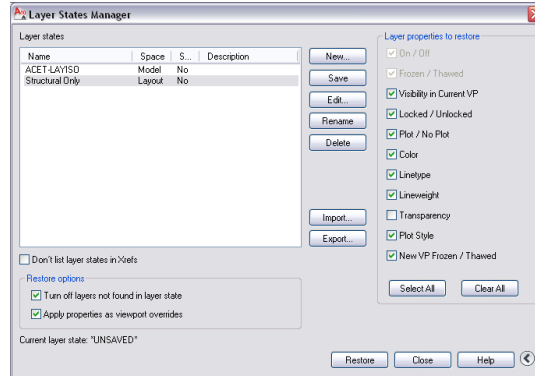 Layer States Manager
Layer states
Name Space S... Description
ACET-LAYISO Model No
Structural Only Layout No
New...
Save
Edit...
Rename
Delete
Import...
Export...
Don't list layer states in Xrefs
Restore options
Turn off layers not found in layer state
Apply properties as viewport overrides
Current layer state: "UNSAVED"
Layer properties to restore
On / Off
Frozen / Thawed
Visibility in Current VP
Locked / Unlocked
Plot / No Plot
Color
Linetype
Lineweight
Transparency
Plot Style
New VP Frozen / Thawed
Select All Clear All
Restore Close Help